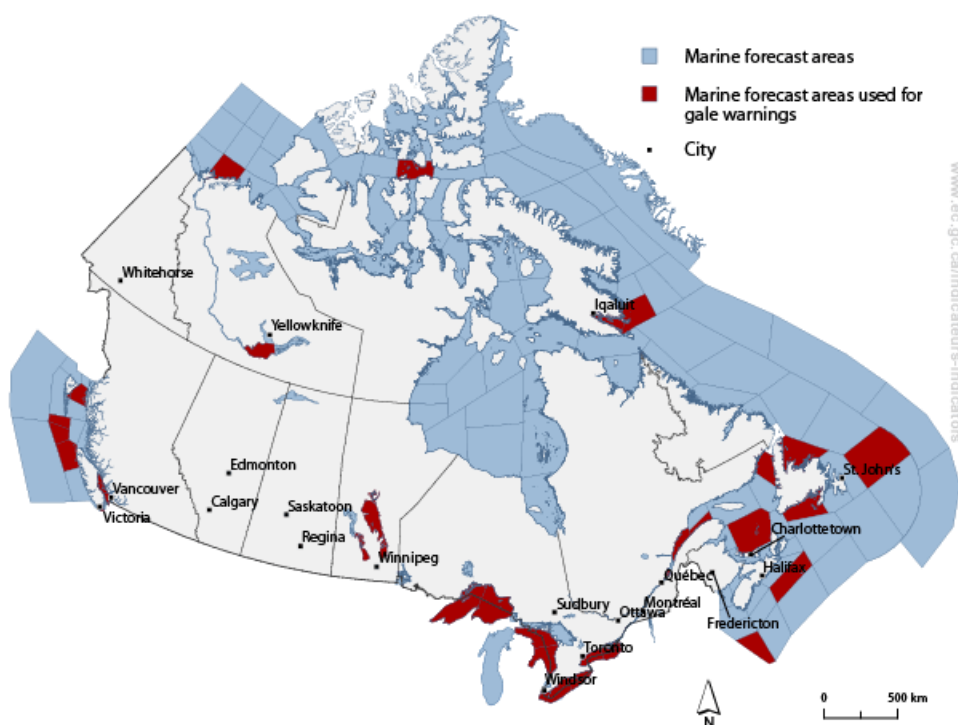 Marine forecast areas
Marine forecast areas used for
gale warnings
City
www.ec.gc.ca/indicateurs-indicators
Whitehorse
Iqaluit
Yellowknife
Edmonton
St. John's
Vancouver
Calgary
Saskatoon
Victoria
Regina
Charlottetown
Winnipeg
Halifax
Québec
Sudbury
Montréal
Ottawa
Fredericton
Toronto
Windsor
0 500 km
N